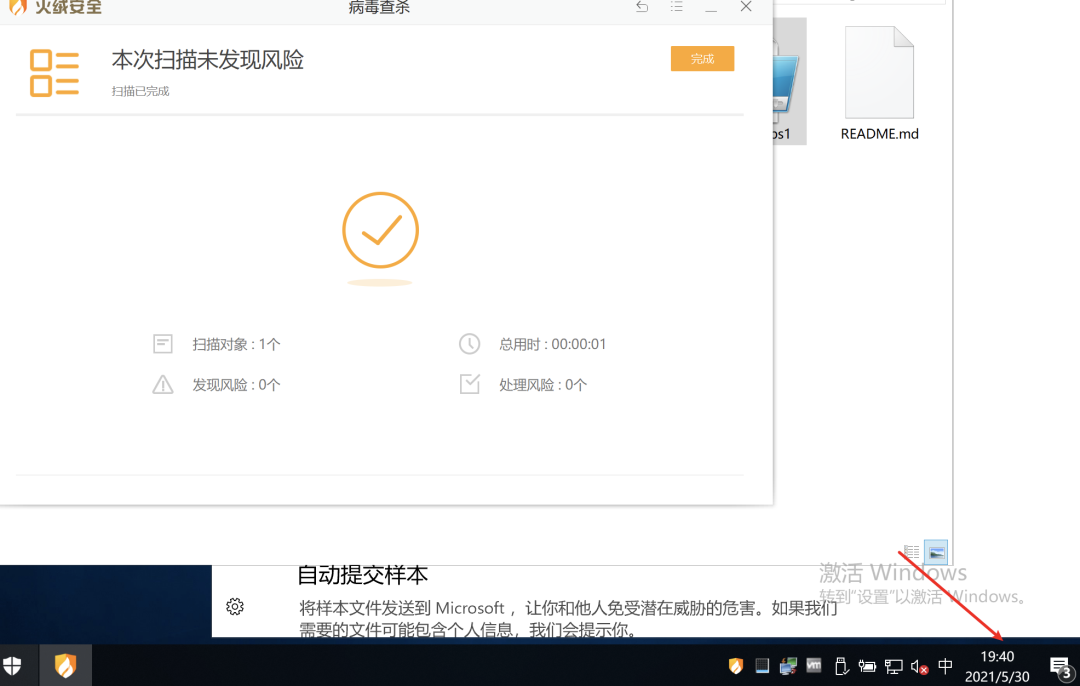 火绒安全
病毒查杀
本次扫描未发现风险
完成
扫描已完成
ps1
README.md
扫描对象 : 1个
总用时 : 00:00:01
发现风险 : 0个
处理风险 : 0个
激活 Windows
转到"设置"以激活 Windows。
自动提交样本
将样本文件发送到 Microsoft ，让你和他人免受潜在威胁的危害。如果我们
需要的文件可能包含个人信息，我们会提示你。
vm
中
19:40
2021/5/30
3